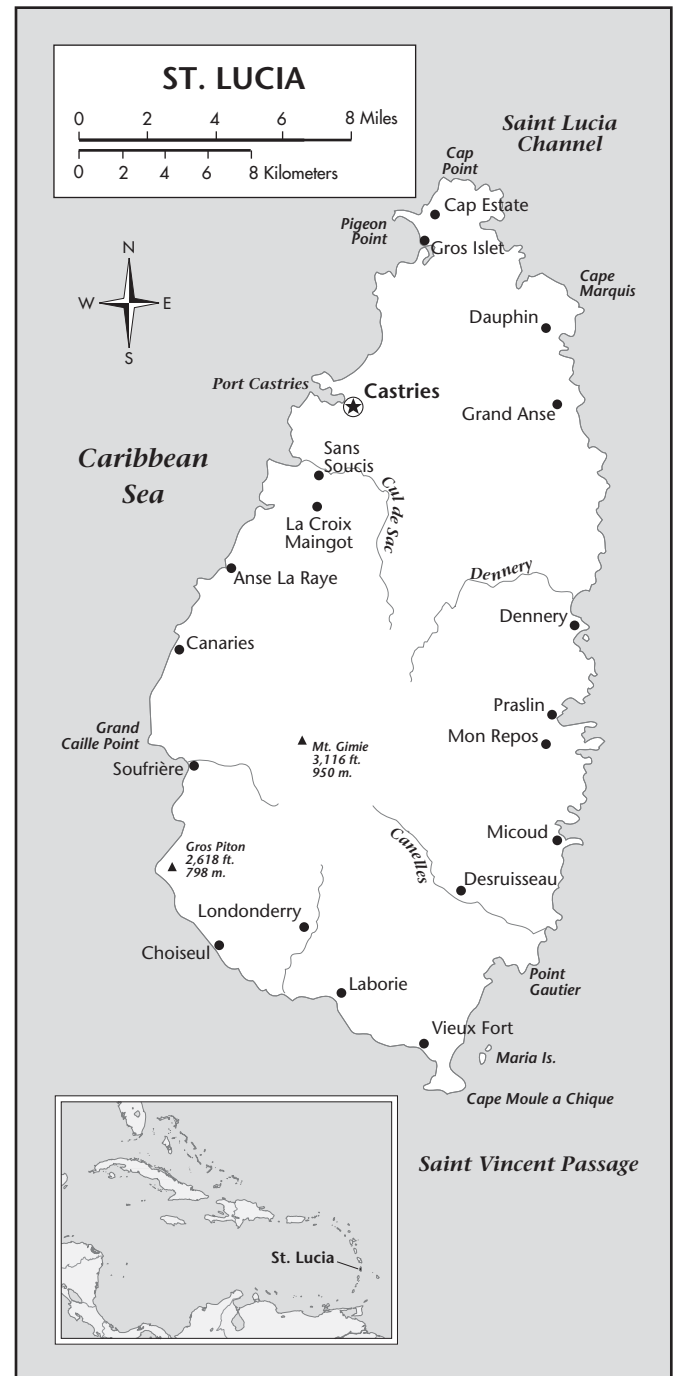 ST. LUCIA
0 2 4 6 8 Miles
0 2 4 6 8 Kilometers
Saint Lucia
Channel
Cap
Point
Cap Estate
Pigeon
Point
Gros Islet
N
W E
S
Cape
Marquis
Dauphin
Port Castries
Castries
Grand Anse
Caribbean
Sea
Sans
Soucis
Cul de Sac
La Croix
Maingot
Anse La Raye
Dennery
Dennery
Canaries
Praslin
Grand
Caille Point
Mon Repos
Mt. Gimie
3,116 ft.
950 m.
Soufrière
Micoud
Canelles
Gros Piton
2,618 ft.
798 m.
Desruisseau
Londonderry
Choiseul
Point
Gautier
Laborie
Vieux Fort
Maria Is.
Cape Moule a Chique
Saint Vincent Passage
St. Lucia